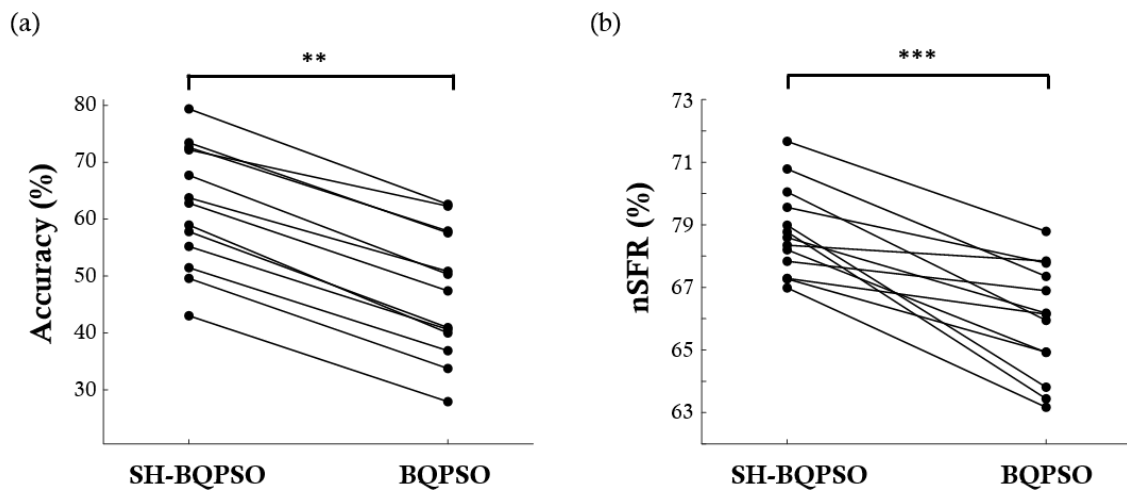 (a)
**
Accuracy (%)
80
70
60
50
40
30
SH-BQPSO
BQPSO
(b)
***
nSFR (%)
73
71
79
67
65
63
SH-BQPSO
BQPSO